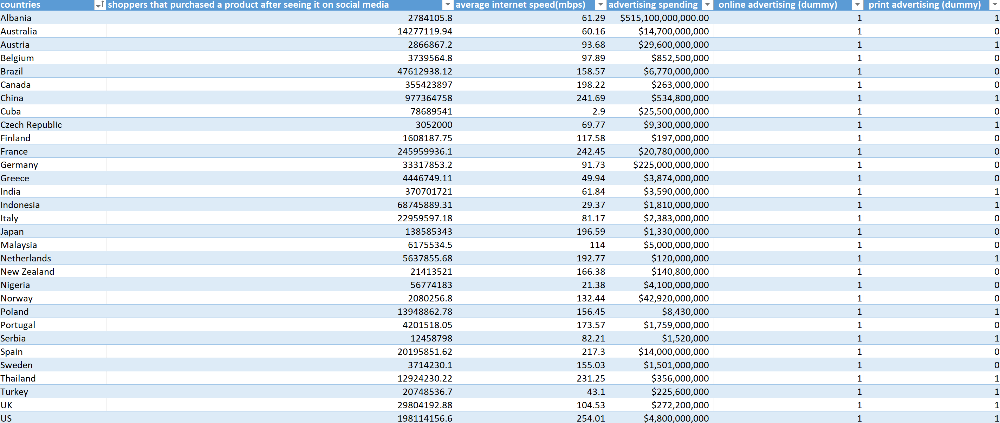 countries shoppers that purchased a product after seeing it on social media average internet speed(mbps) advertising spending online advertising (dummy) print advertising (dummy)
Albania 2784105.8 61.29 $515,100,000,000.00 1 1
Australia 14277119.94 60.16 $14,700,000,000 1 0
Austria 2866867.2 93.68 $29,600,000,000 1 1
Belgium 3739564.8 97.89 $852,500,000 1 0
Brazil 47612938.12 158.57 $6,770,000,000 1 0
Canada 355423897 198.22 $263,000,000 1 0
China 977364758 241.69 $534,800,000 1 1
Cuba 78689541 2.9 $25,500,000,000 1 0
Czech Republic 3052000 69.77 $9,300,000,000 1 1
Finland 1608187.75 117.58 $197,000,000 1 0
France 245959936.1 242.45 $20,780,000,000 1 0
Germany 33317853.2 91.73 $225,000,000,000 1 0
Greece 4446749.11 49.94 $3,874,000,000 1 0
India 370701721 61.84 $3,590,000,000 1 1
Indonesia 68745889.31 29.37 $1,810,000,000 1 1
Italy 22959597.18 81.17 $2,383,000,000 1 0
Japan 138585343 196.59 $1,330,000,000 1 0
Malaysia 6175534.5 114 $5,000,000,000 1 0
Netherlands 5637855.68 192.77 $120,000,000 1 1
New Zealand 21413521 166.38 $140,800,000 1 0
Nigeria 56774183 21.38 $4,100,000,000 1 0
Norway 2080256.8 132.44 $42,920,000,000 1 0
Poland 13948862.78 156.45 $8,430,000 1 1
Portugal 4201518.05 173.57 $1,759,000,000 1 0
Serbia 12458798 82.21 $1,520,000 1 1
Spain 20195851.62 217.3 $14,000,000,000 1 0
Sweden 3714230.1 155.03 $1,501,000,000 1 0
Thailand 12924230.22 231.25 $356,000,000 1 1
Turkey 20748536.7 43.1 $225,600,000 1 1
UK 29804192.88 104.53 $272,200,000 1 1
US 198114156.6 254.01 $4,800,000,000 1 1